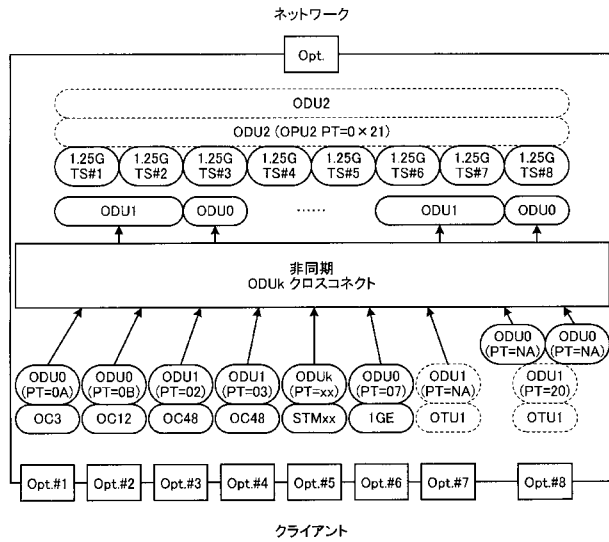 ネットワーク
Opt.
ODU2
ODU2 (OPU2 PT=0×21)
1.25G 1.25G 1.25G 1.25G 1.25G 1.25G 1.25G 1.25G
TS#1 TS#2 TS#3 TS#4 TS#5 TS#6 TS#7 TS#8
ODU1 ODU0 …… ODU1 ODU0
非同期
ODUk クロスコネクト
ODU0 ODU0
(PT=NA) (PT=NA)
ODU0 ODU0 ODU1 ODU1 ODUk ODU0 ODU1 ODU1
(PT=0A) (PT=0B) (PT=02) (PT=03) (PT=xx) (PT=07) (PT=NA) (PT=20)
OC3 OC12 OC48 OC48 STMxx 1GE OTU1 OTU1
Opt.#1 Opt.#2 Opt.#3 Opt.#4 Opt.#5 Opt.#6 Opt.#7 Opt.#8
クライアント